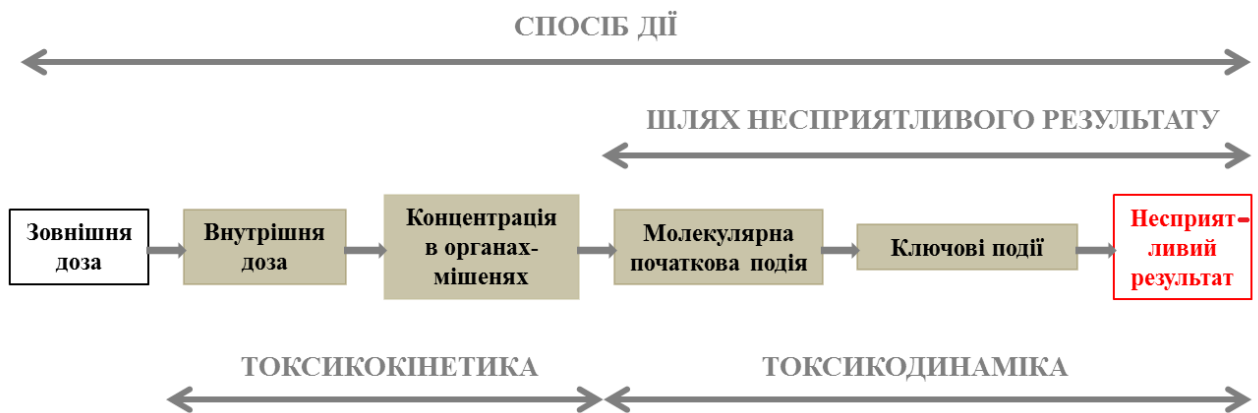 СПОСІБ ДІЇ
ШЛЯХ НЕСПРИЯТЛИВОГО РЕЗУЛЬТАТУ
Зовнішня
доза
Внутрішня
доза
Концентрація
в органах-
мішенях
Молекулярна
початкова подія
Ключові події
Несприят-
ливий
результат
ТОКСИКОКІНЕТИКА
ТОКСИКОДИНАМІКА